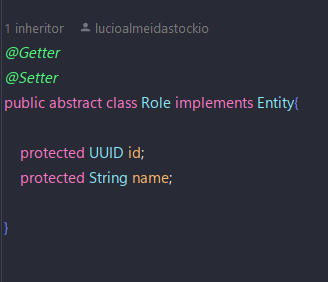 1 inheritor lucioalmeidastockio
@Getter
@Setter
public abstract class Role implements Entity{
protected UUID id;
protected String name;
}